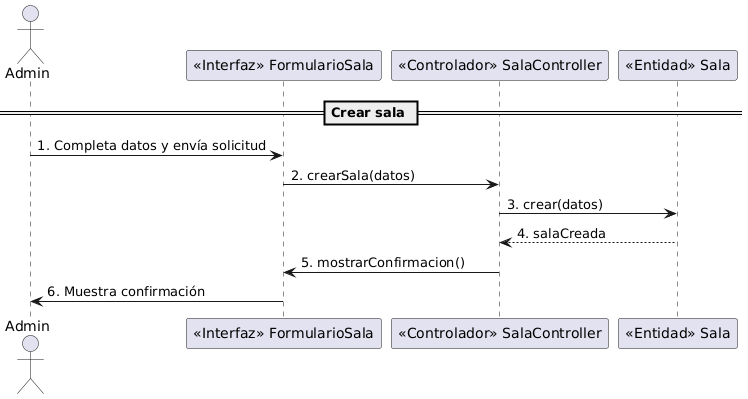 Admin
«Interfaz» FormularioSala
«Controlador» SalaController
«Entidad» Sala
Crear sala
1. Completa datos y envía solicitud
2. crearSala(datos)
3. crear(datos)
4. salaCreada
5. mostrarConfirmacion()
6. Muestra confirmación
Admin
«Interfaz» FormularioSala
«Controlador» SalaController
«Entidad» Sala